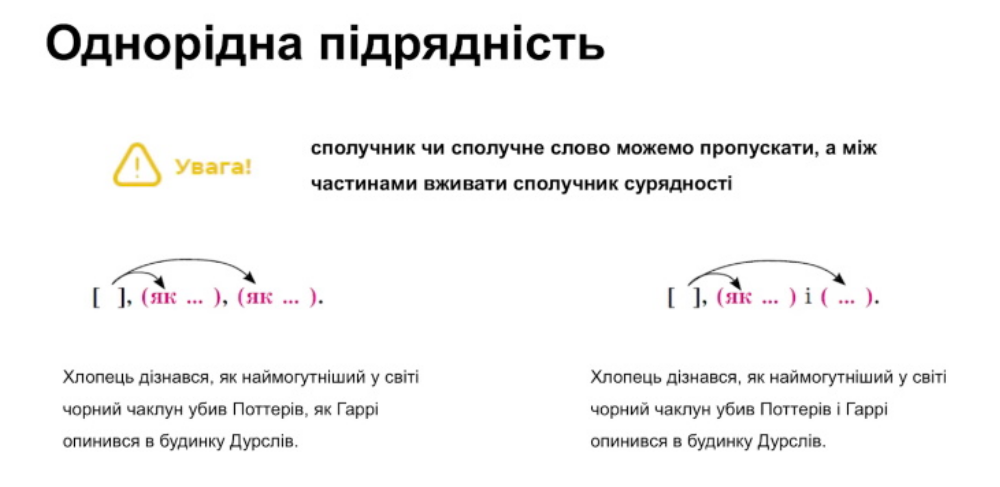 Однорідна підрядність
Увага!
сполучник чи сполучне слово можемо пропускати, а між
частинами вживати сполучник сурядності
[ ], (як ... ), (як ... ).
[ ], (як ... ) і ( ... ).
Хлопець дізнався, як наймогутніший у світі
чорний чаклун убив Поттерів, як Гаррі
опинився в будинку Дурслів.
Хлопець дізнався, як наймогутніший у світі
чорний чаклун убив Поттерів і Гаррі
опинився в будинку Дурслів.